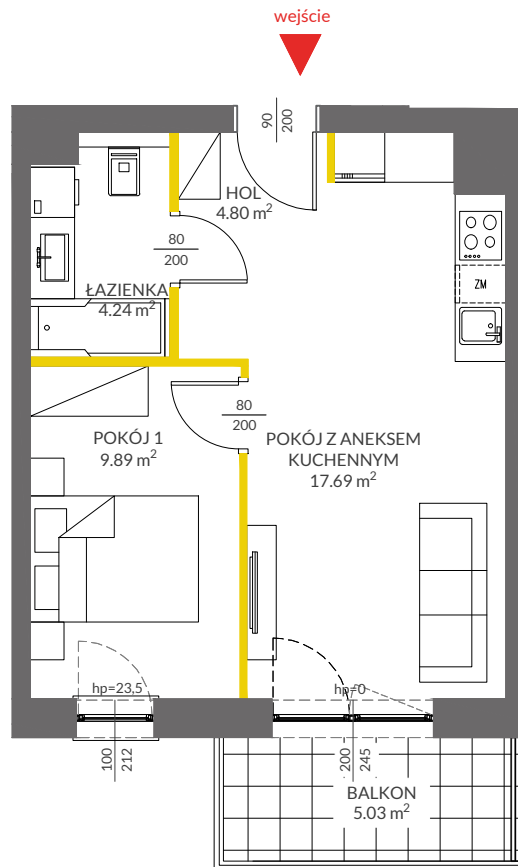 wejście
90
200
HOL
4.80 m²
80
200
ZM
ŁAZIENKA
4.24 m²
80
200
POKÓJ 1
9.89 m²
POKÓJ Z ANEKSEM
KUCHENNYM
17.69 m²
hp=23,5
hp=0
100
212
200
245
BALKON
5.03 m²